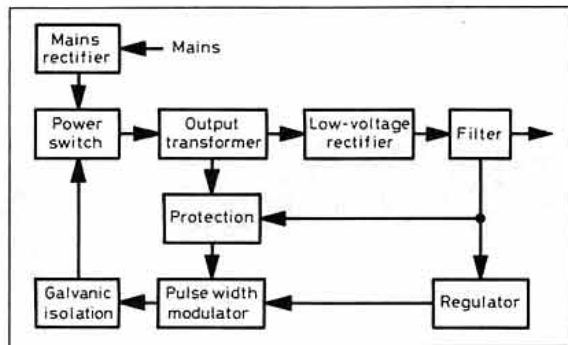 Mains
rectifier
Mains
Power
switch
Output
transformer
Low-voltage
rectifier
Filter
Protection
Galvanic
isolation
Pulse width
modulator
Regulator